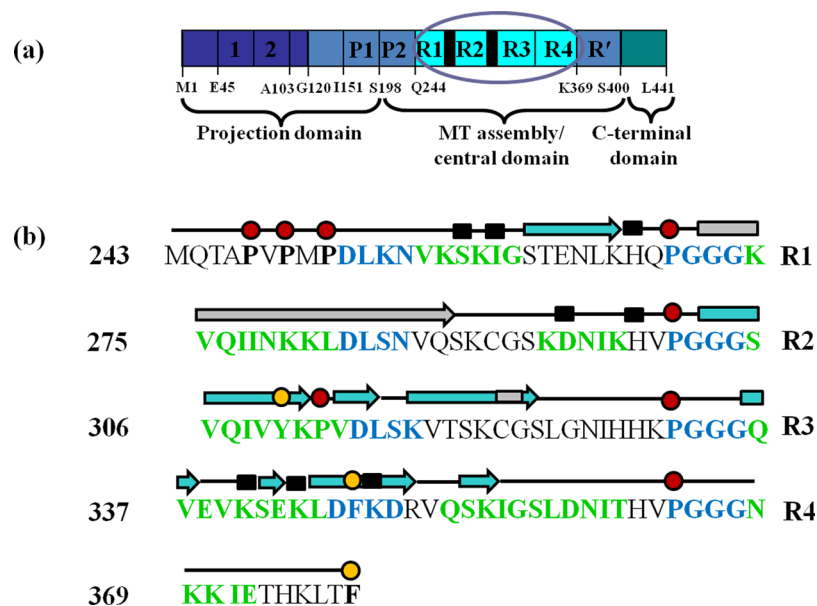 (a)
1 2 P1 P2 R1 R2 R3 R4 R′
M1 E45 A103 G120 I151 S198 Q244 K369 S400 L441
Projection domain
MT assembly/
central domain
C-terminal
domain
(b)
243 MQTAPVPMPDLKNVKSKIGSTENLKHQPGGGK R1
275 VQIINKKLDLSNVQSKCGSKDNIKHVPGGGS R2
306 VQIVYKPVDLSKVTSKCGSLGNIHHKPGGGQ R3
337 VEVKSEKLDFKDRVQSKIGSLDNITHVPGGGN R4
369 KK IETHKLTF